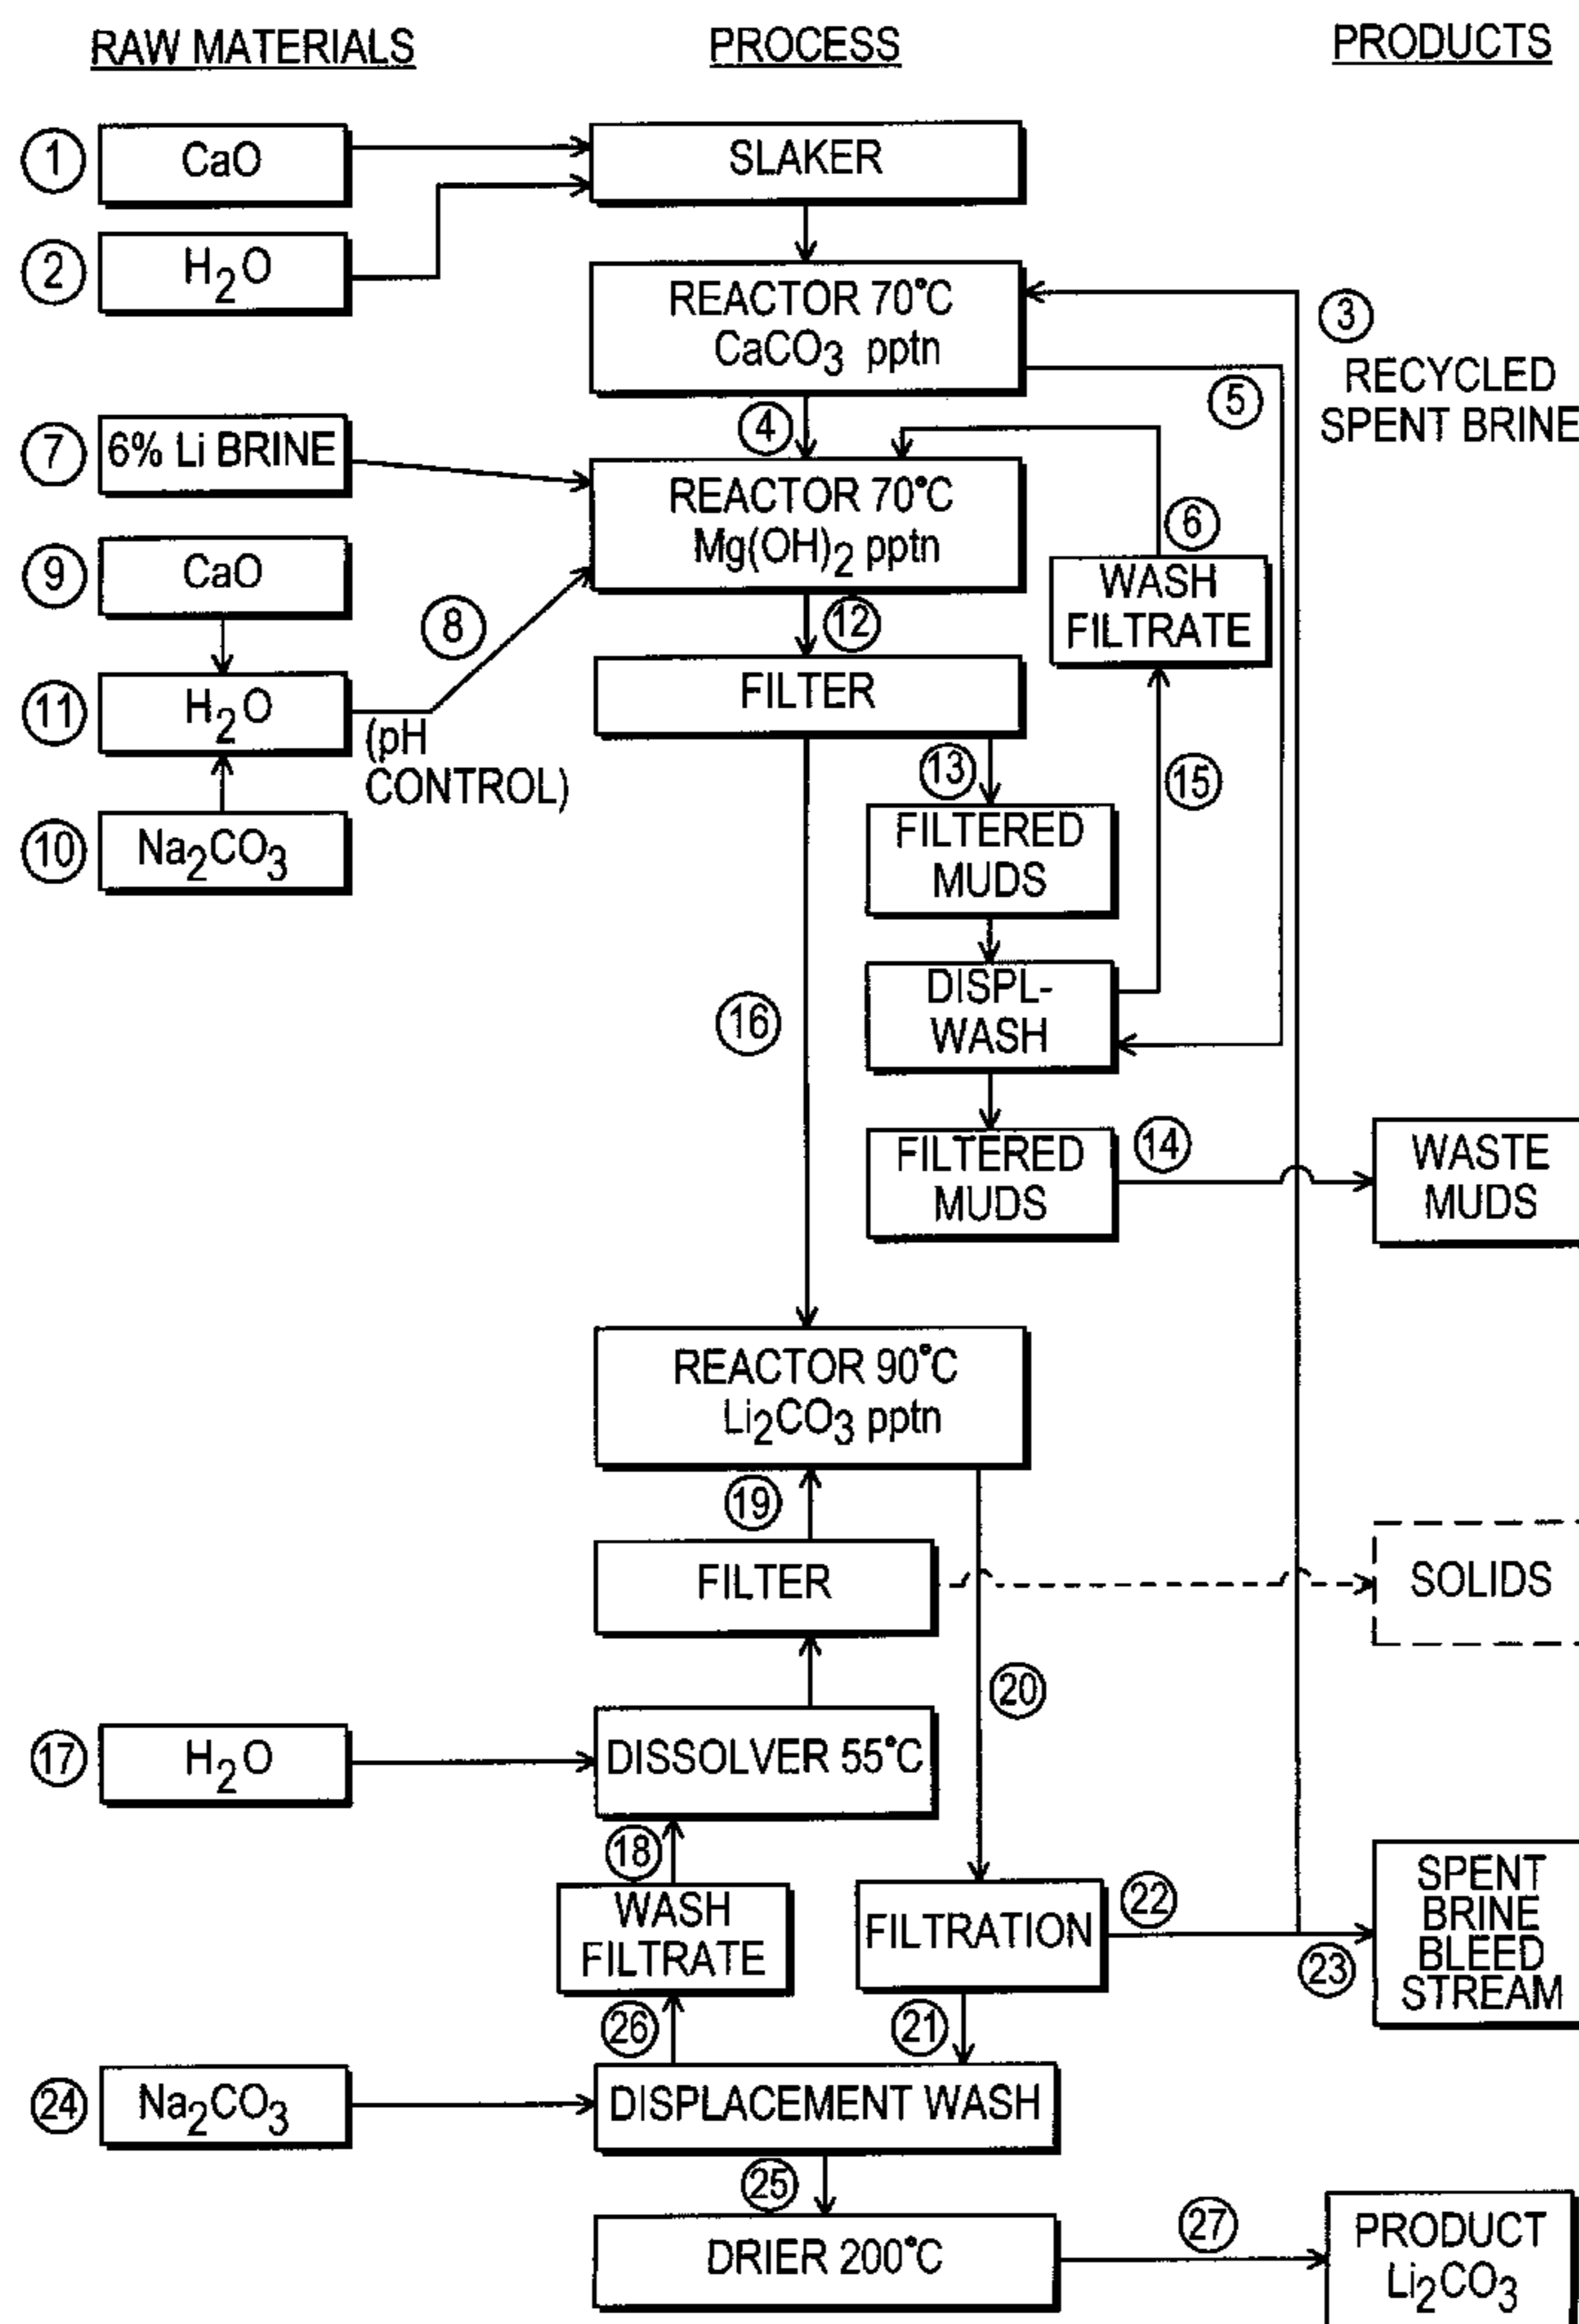 RAW MATERIALS
PROCESS
PRODUCTS
1
CaO
SLAKER
2
H2O
REACTOR 70°C
CaCO3 pptn
3
RECYCLED
SPENT BRINE
4
5
7
6% Li BRINE
REACTOR 70°C
Mg(OH)2 pptn
6
WASH
FILTRATE
9
CaO
8
12
11
H2O
(pH
CONTROL)
FILTER
10
Na2CO3
13
15
FILTERED
MUDS
DISPL-
WASH
16
FILTERED
MUDS
14
WASTE
MUDS
REACTOR 90°C
Li2CO3 pptn
19
FILTER
SOLIDS
20
17
H2O
DISSOLVER 55°C
18
WASH
FILTRATE
FILTRATION
22
SPENT
BRINE
BLEED
STREAM
23
26
21
24
Na2CO3
DISPLACEMENT WASH
25
DRIER 200°C
27
PRODUCT
Li2CO3